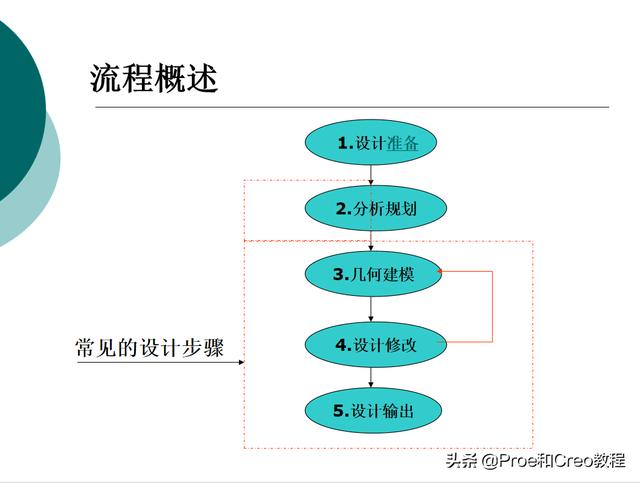 流程概述
1.设计准备
2.分析规划
3.几何建模
4.设计修改
常见的设计步骤
5.设计输出
头条 @Proe和Creo教程